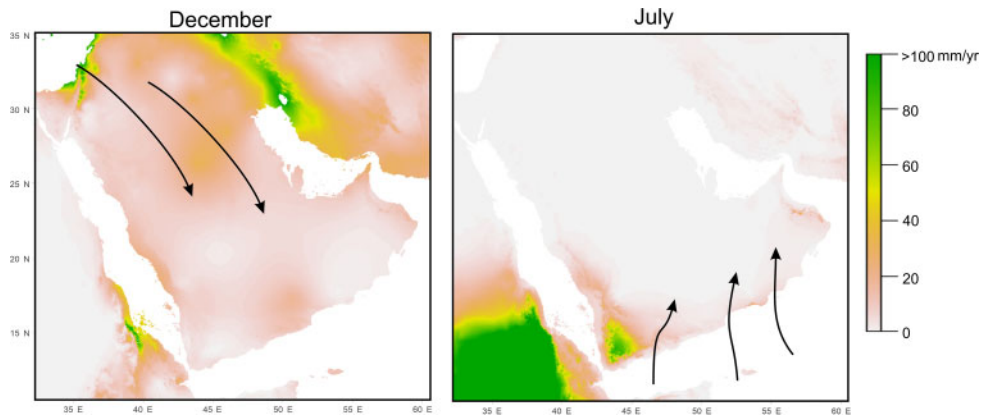 December
July
35 N
30 N
25 N
20 N
15 N
35 E
40 E
45 E
50 E
55 E
60 E
35 E
40 E
45 E
50 E
55 E
60 E
>100 mm/yr
80
60
40
20
0